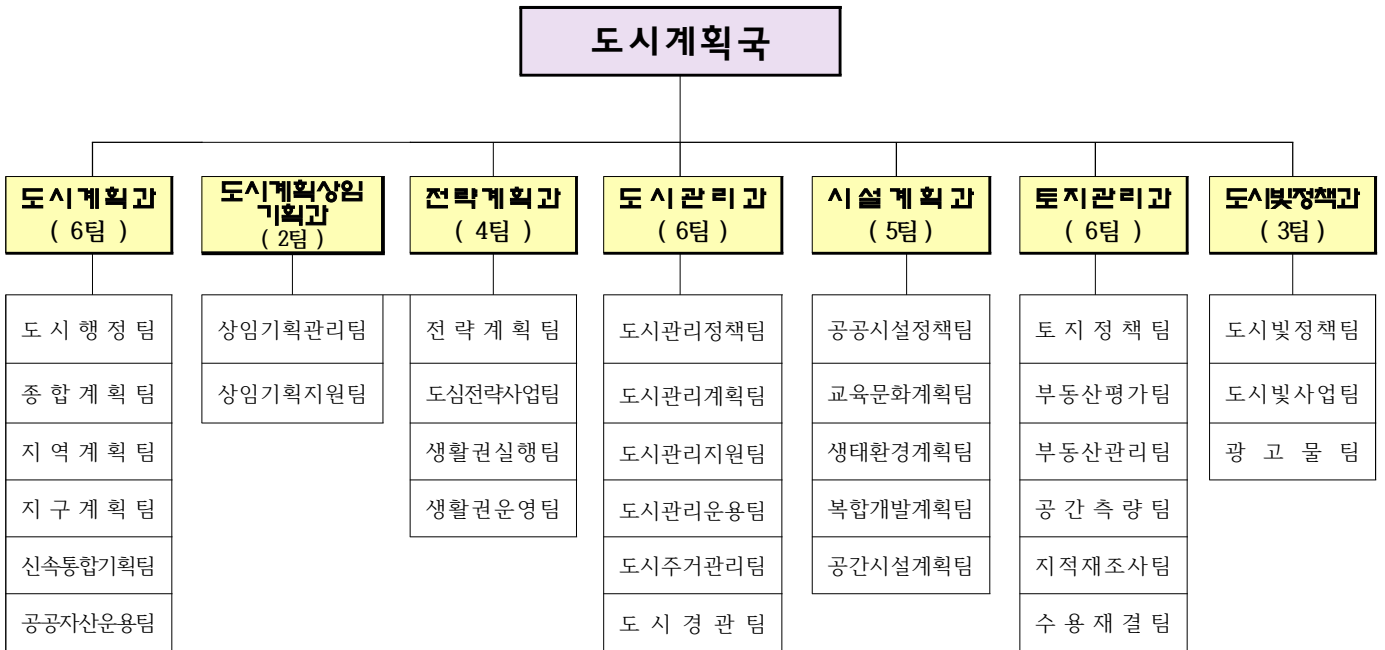 도시계획국
도시계획과
( 6팀 )
도시계획상임
기획과
( 2팀 )
전략계획과
( 4팀 )
도시관리과
( 6팀 )
시설계획과
( 5팀 )
토지관리과
( 6팀 )
도시빛정책과
( 3팀 )
도시행정팀
종합계획팀
지역계획팀
지구계획팀
신속통합기획팀
공공자산운용팀
상임기획관리팀
상임기획지원팀
전략계획팀
도심전략사업팀
생활권실행팀
생활권운영팀
도시관리정책팀
도시관리계획팀
도시관리지원팀
도시관리운용팀
도시주거관리팀
도시경관팀
공공시설정책팀
교육문화계획팀
생태환경계획팀
복합개발계획팀
공간시설계획팀
토지정책팀
부동산평가팀
부동산관리팀
공간측량팀
지적재조사팀
수용재결팀
도시빛정책팀
도시빛사업팀
광고물팀